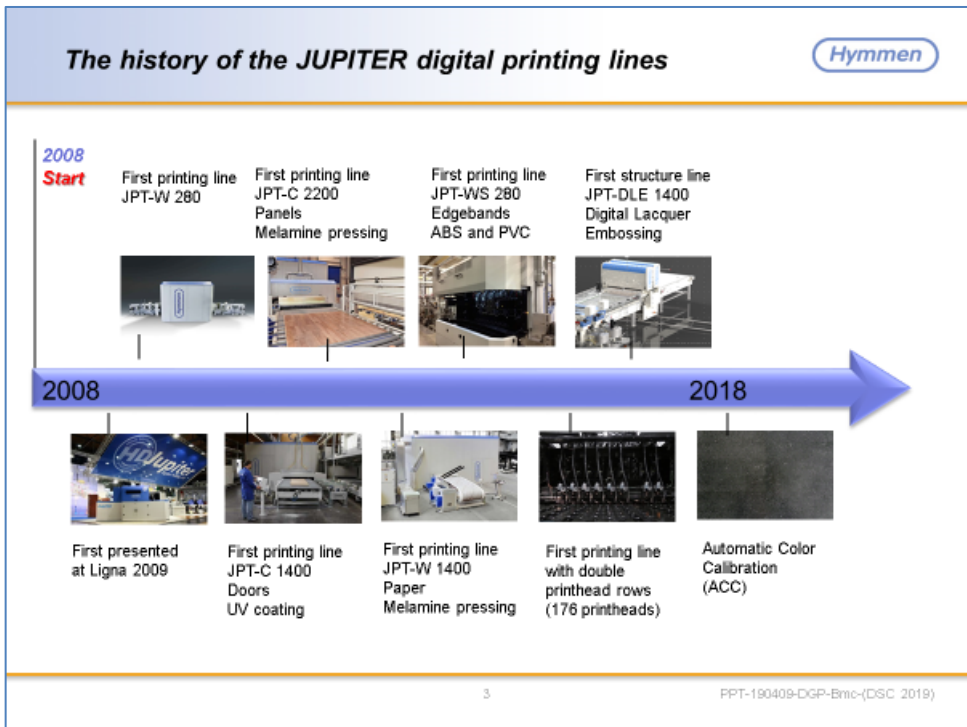 The history of the JUPITER digital printing lines
Hymmen
2008
Start
First printing line
JPT-W 280
First printing line
JPT-C 2200
Panels
Melamine pressing
First printing line
JPT-WS 280
Edgebands
ABS and PVC
First structure line
JPT-DLE 1400
Digital Lacquer
Embossing
2008
2018
HDJupiter
First presented
at Ligna 2009
First printing line
JPT-C 1400
Doors
UV coating
First printing line
JPT-W 1400
Paper
Melamine pressing
First printing line
with double
printhead rows
(176 printheads)
Automatic Color
Calibration
(ACC)
3
PPT-190409-DGP-Bmc-(DSC 2019)